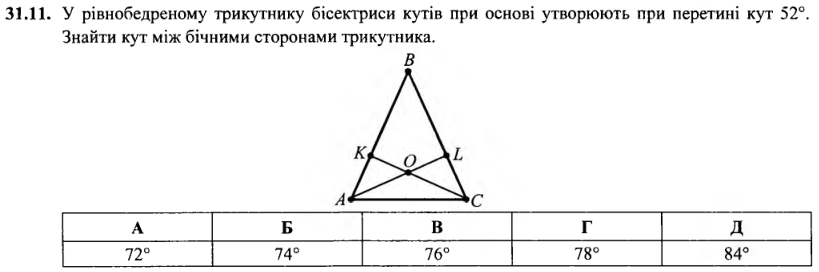 31.11. У рівнобедреному трикутнику бісектриси кутів при основі утворюють при перетині кут 52°.
Знайти кут між бічними сторонами трикутника.
B
K O L
A C
А Б В Г Д
72° 74° 76° 78° 84°